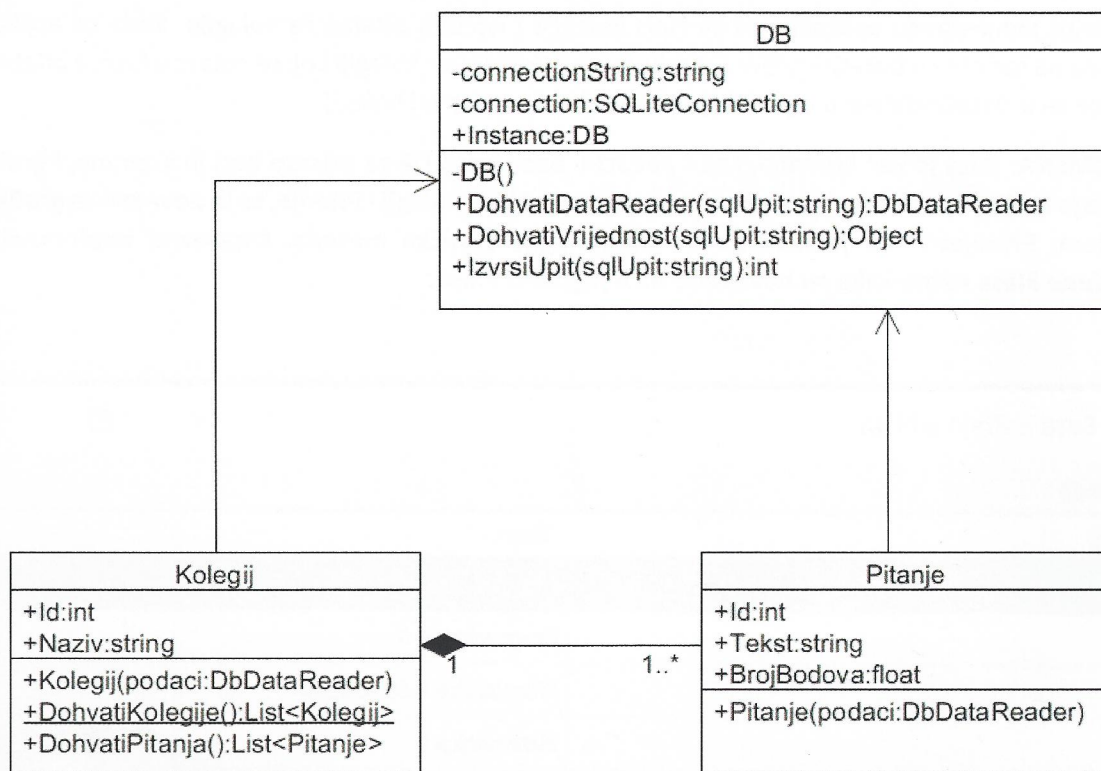 DB
-connectionString:string
-connection:SQLiteConnection
+Instance:DB
-DB()
+DohvatiDataReader(sqlUpit:string):DbDataReader
+DohvatiVrijednost(sqlUpit:string):Object
+IzvrsiUpit(sqlUpit:string):int
Kolegij
+Id:int
+Naziv:string
+Kolegij(podaci:DbDataReader)
+DohvatiKolegije():List<Kolegij>
+DohvatiPitanja():List<Pitanje>
1
1..*
Pitanje
+Id:int
+Tekst:string
+BrojBodova:float
+Pitanje(podaci:DbDataReader)